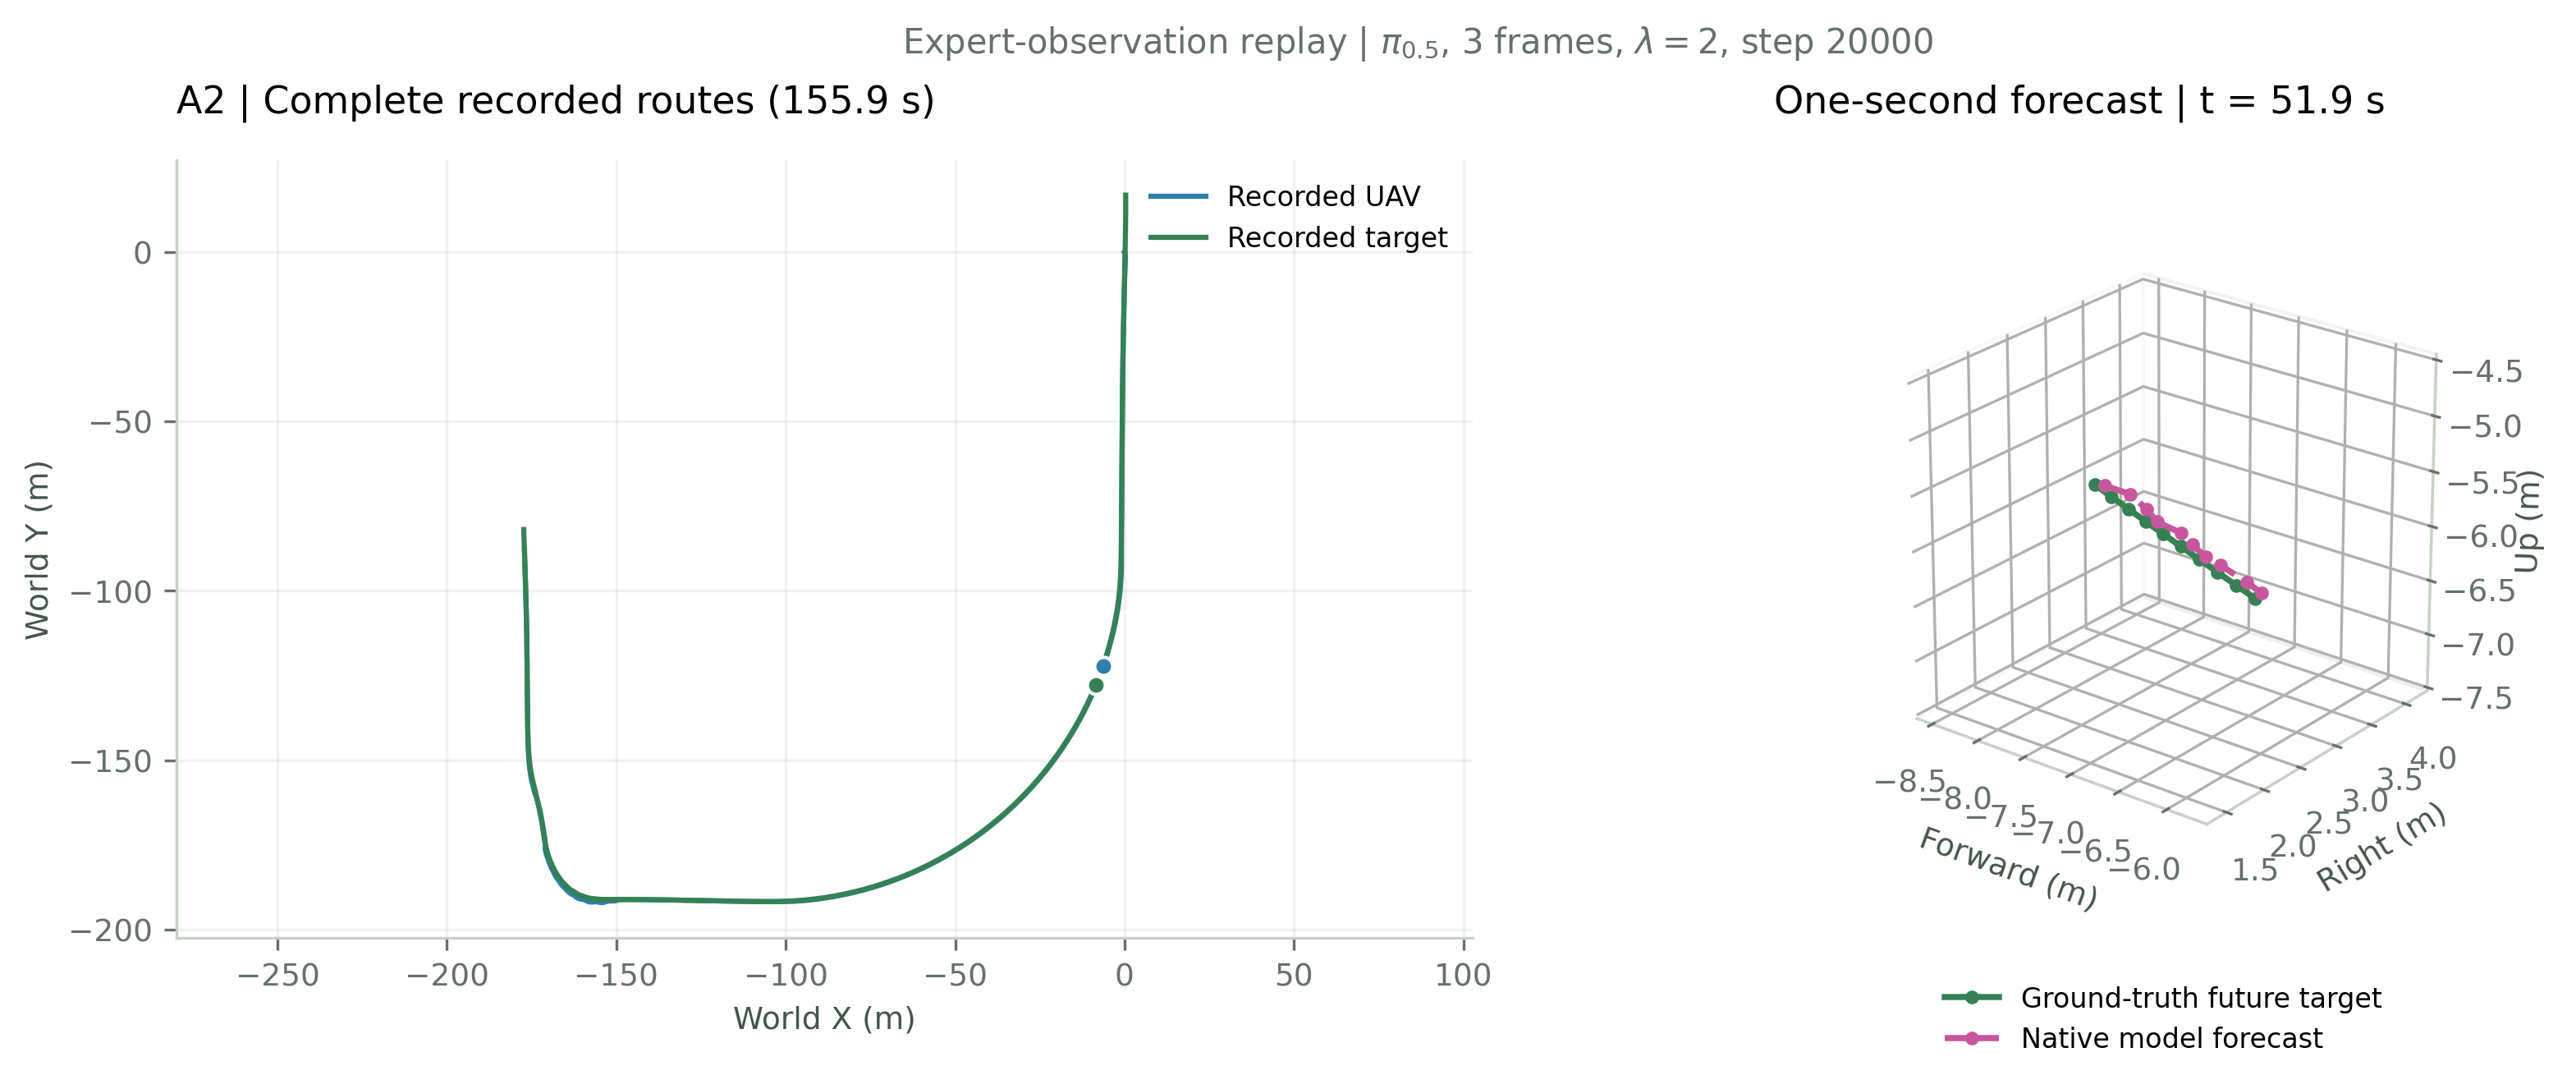 Expert-observation replay | π0.5, 3 frames, λ = 2, step 20000
A2 | Complete recorded routes (155.9 s)
Recorded UAV
Recorded target
World Y (m)
0
−50
−100
−150
−200
−250
−200
−150
−100
−50
0
50
100
World X (m)
One-second forecast | t = 51.9 s
−4.5
−5.0
−5.5
−6.0
−6.5
−7.0
−7.5
Up (m)
−8.5
−8.0
−7.5
−7.0
−6.5
−6.0
Forward (m)
1.5
2.0
2.5
3.0
3.5
4.0
Right (m)
Ground-truth future target
Native model forecast